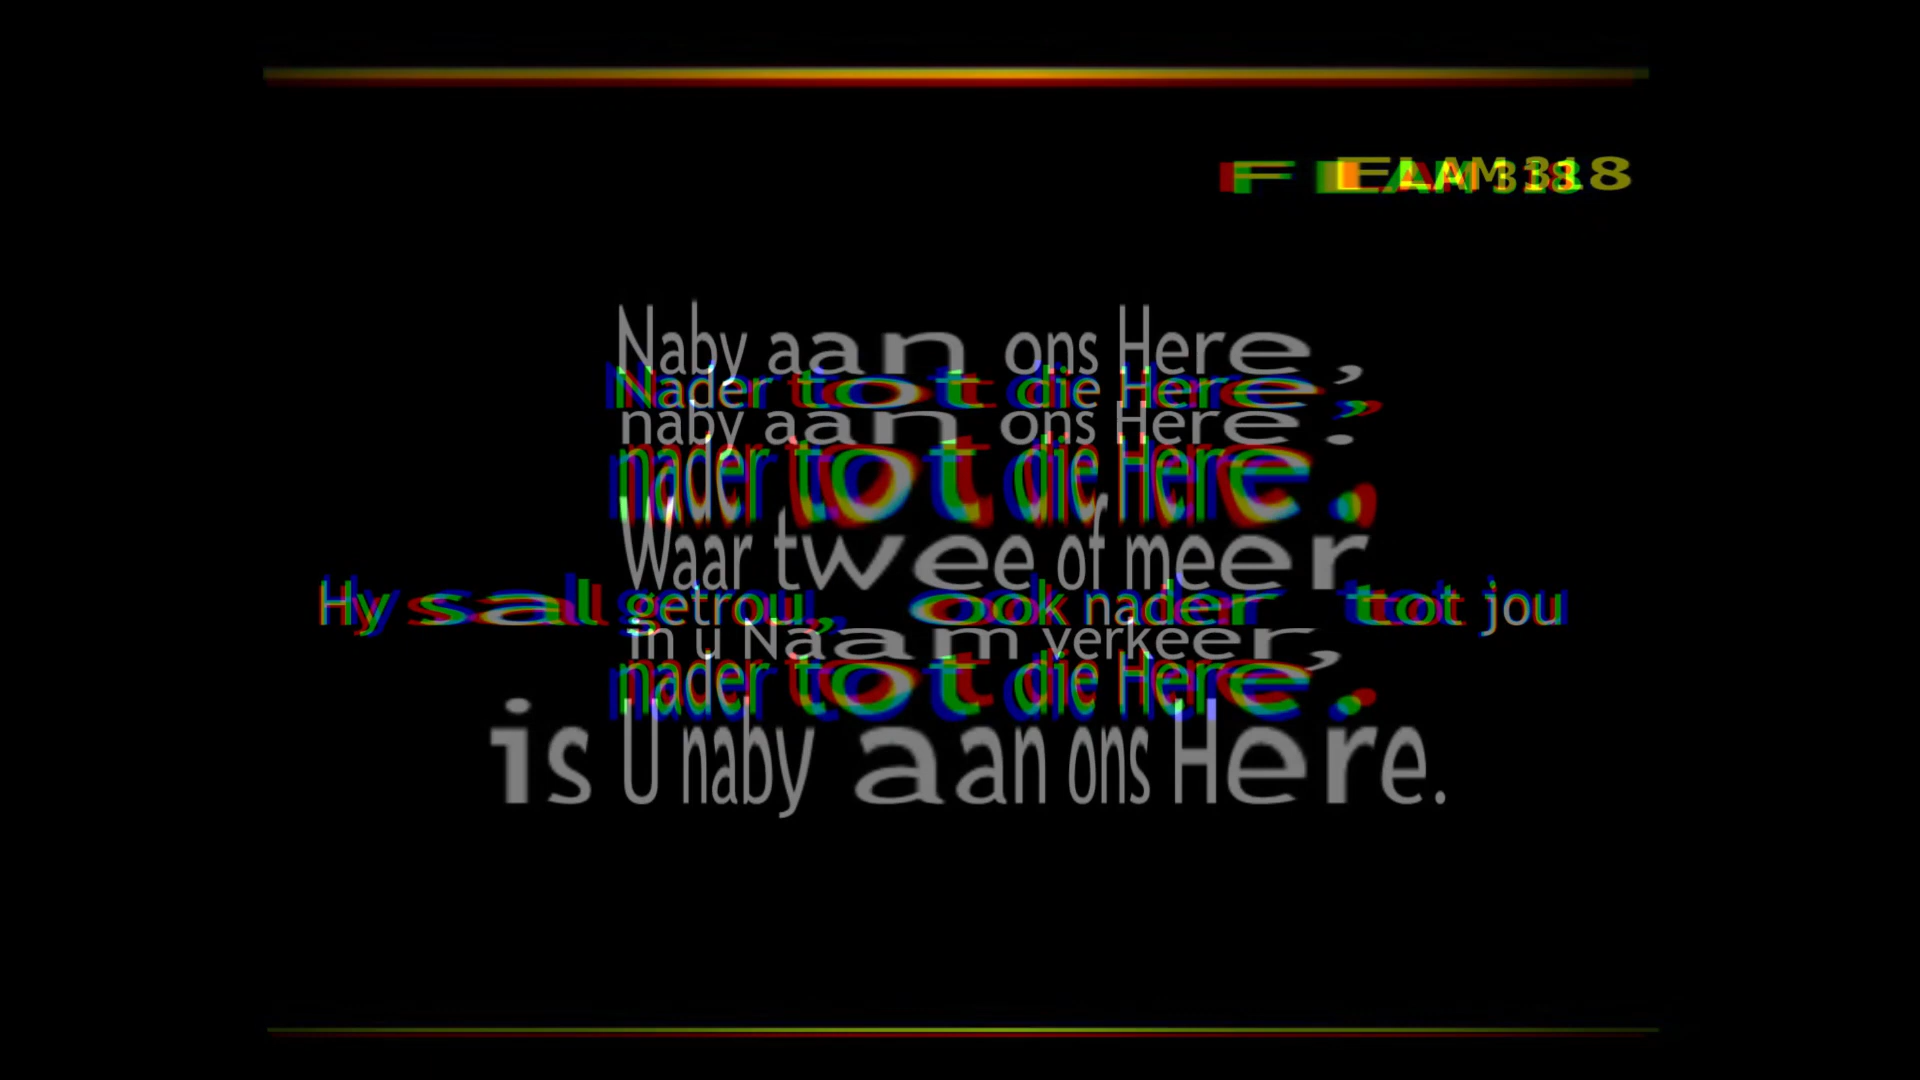 FLAM 318
Naby aan ons Here,
Nader tot die Here,
naby aan ons Here.
nader tot die Here.
Waar twee of meer
Hy sal getrou, ook nader tot jou
in u Naam verkeer,
nader tot die Here.
is U naby aan ons Here.